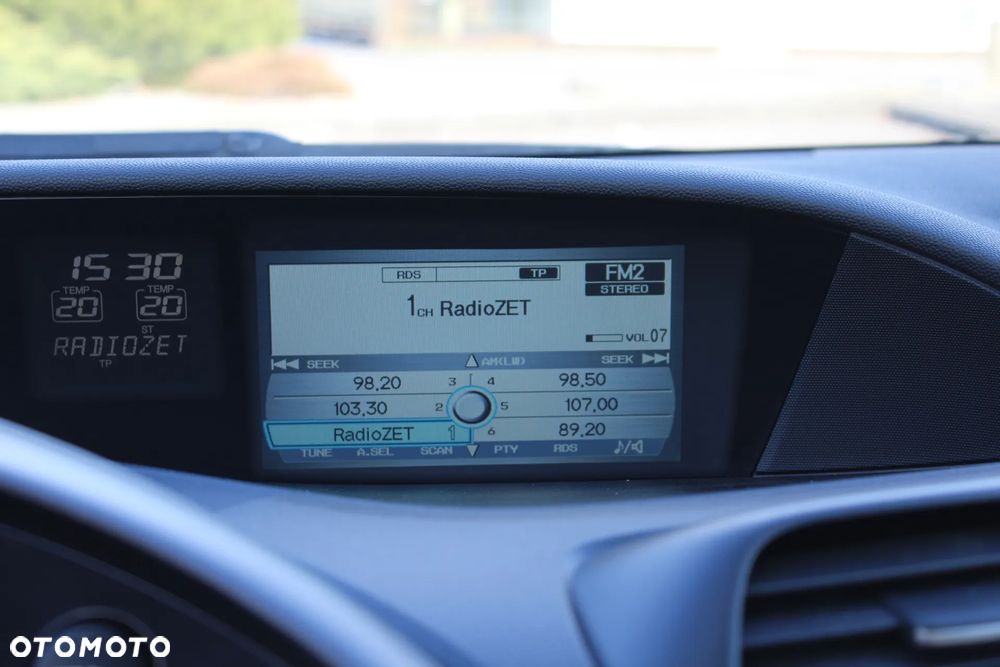 15 30
TEMP TEMP
20 20
ST
RADIOZET
TP
RDS TP FM2
STEREO
1CH RadioZET
VOL07
SEEK AM(LW) SEEK
98,20 3 4 98,50
103,30 2 5 107,00
RadioZET 1 6 89,20
TUNE A.SEL SCAN PTY RDS
OTOMOTO